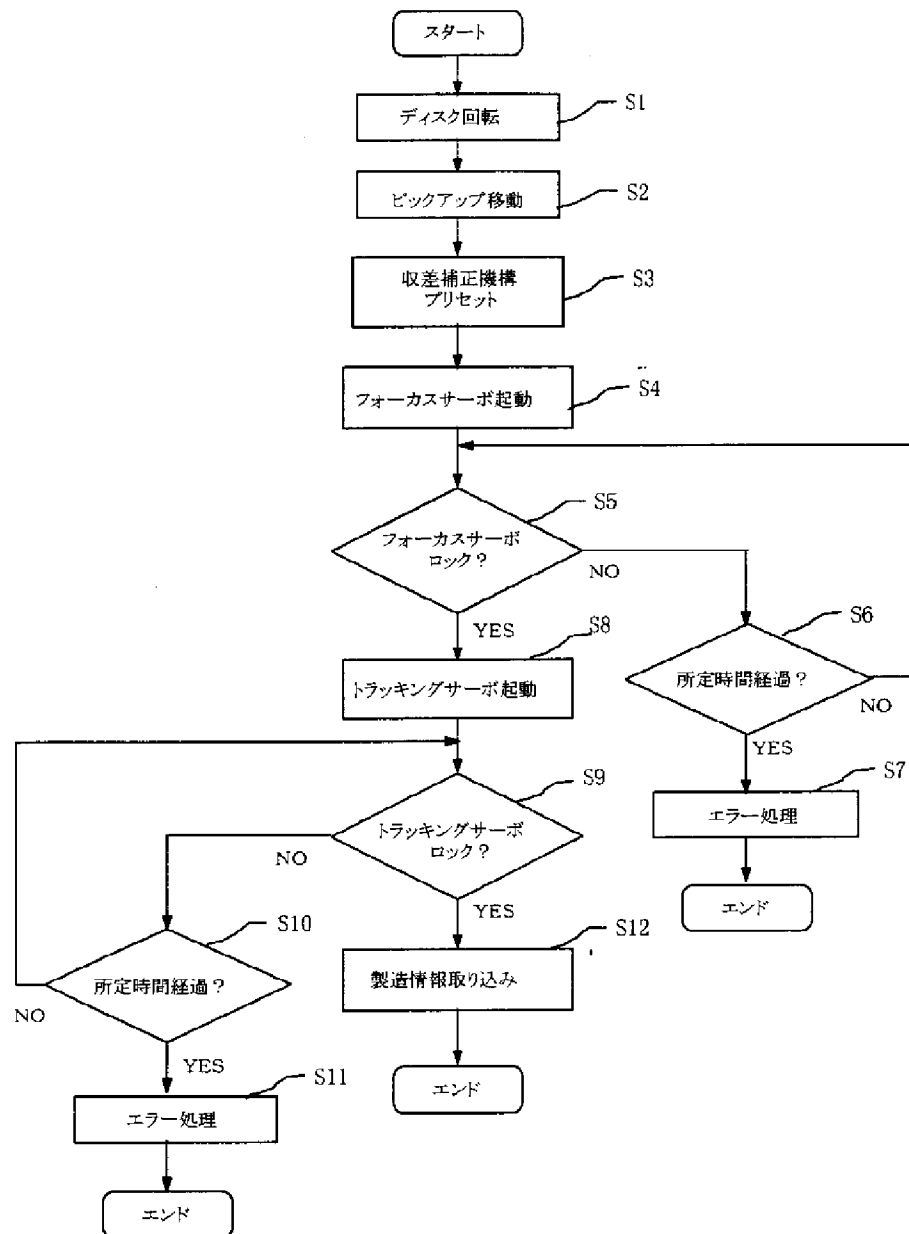 スタート
ディスク回転
S1
ピックアップ移動
S2
収差補正機構
プリセット
S3
フォーカスサーボ起動
S4
フォーカスサーボ
ロック?
S5
NO
YES
所定時間経過?
S6
NO
YES
エラー処理
S7
エンド
トラッキングサーボ起動
S8
トラッキングサーボ
ロック?
S9
NO
YES
所定時間経過?
S10
NO
YES
エラー処理
S11
エンド
製造情報取り込み
S12
エンド